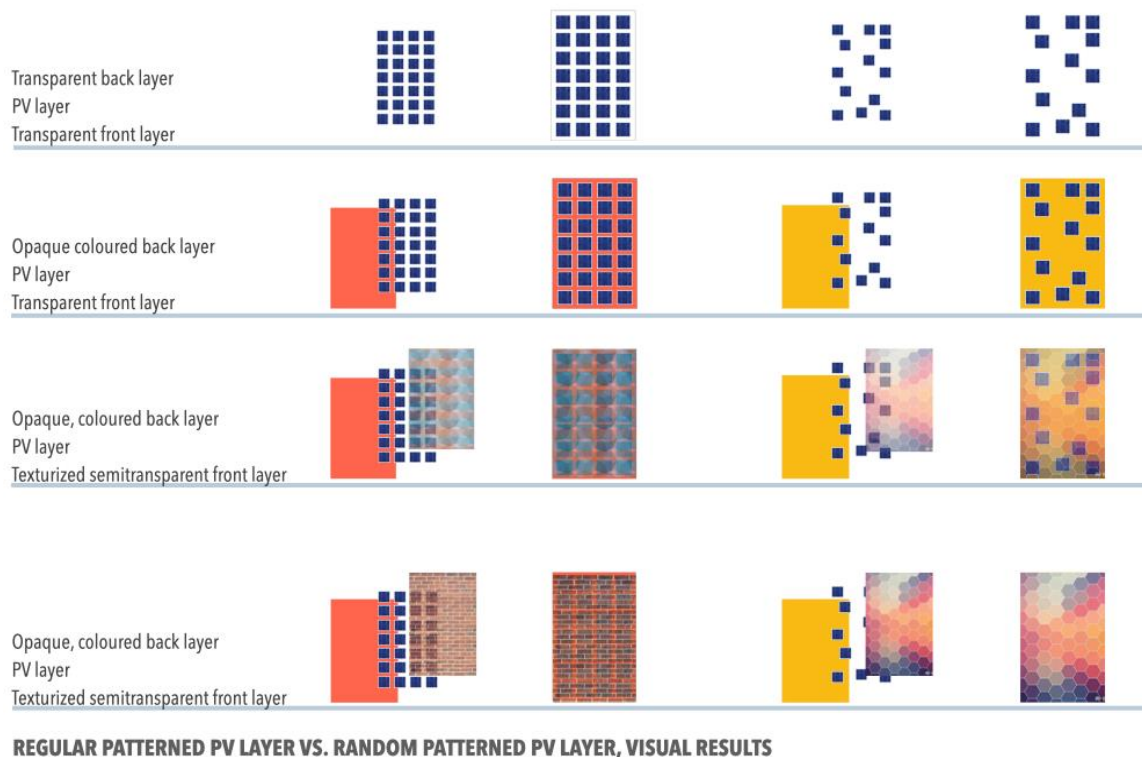 Transparent back layer
PV layer
Transparent front layer
Opaque coloured back layer
PV layer
Transparent front layer
Opaque, coloured back layer
PV layer
Texturized semitransparent front layer
Opaque, coloured back layer
PV layer
Texturized semitransparent front layer
REGULAR PATTERNED PV LAYER VS. RANDOM PATTERNED PV LAYER, VISUAL RESULTS